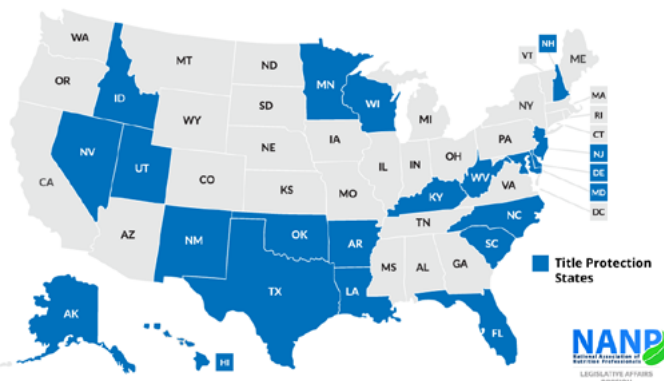 WA
OR
CA
NV
ID
UT
AZ
MT
WY
CO
NM
ND
SD
NE
KS
OK
TX
MN
IA
MO
AR
LA
WI
IL
MS
MI
IN
KY
TN
AL
OH
WV
GA
FL
SC
NC
VA
PA
NY
VT
NH
ME
MA
RI
CT
NJ
DE
MD
DC
AK
HI
Title Protection
States
NANP
National Association of
Nutrition Professionals
LEGISLATIVE AFFAIRS